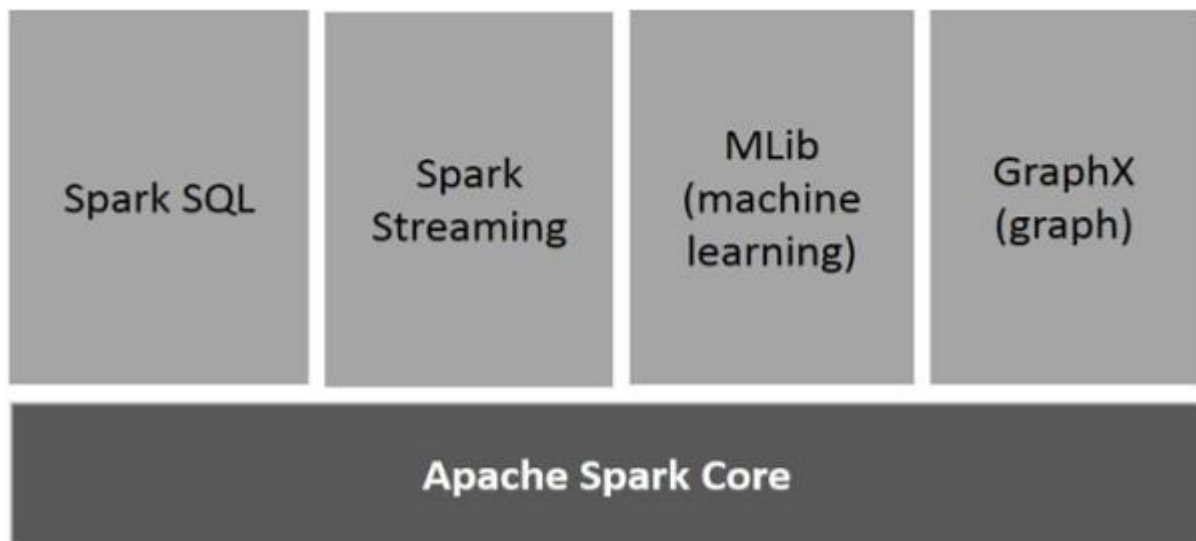 Spark SQL
Spark
Streaming
MLib
(machine
learning)
GraphX
(graph)
Apache Spark Core